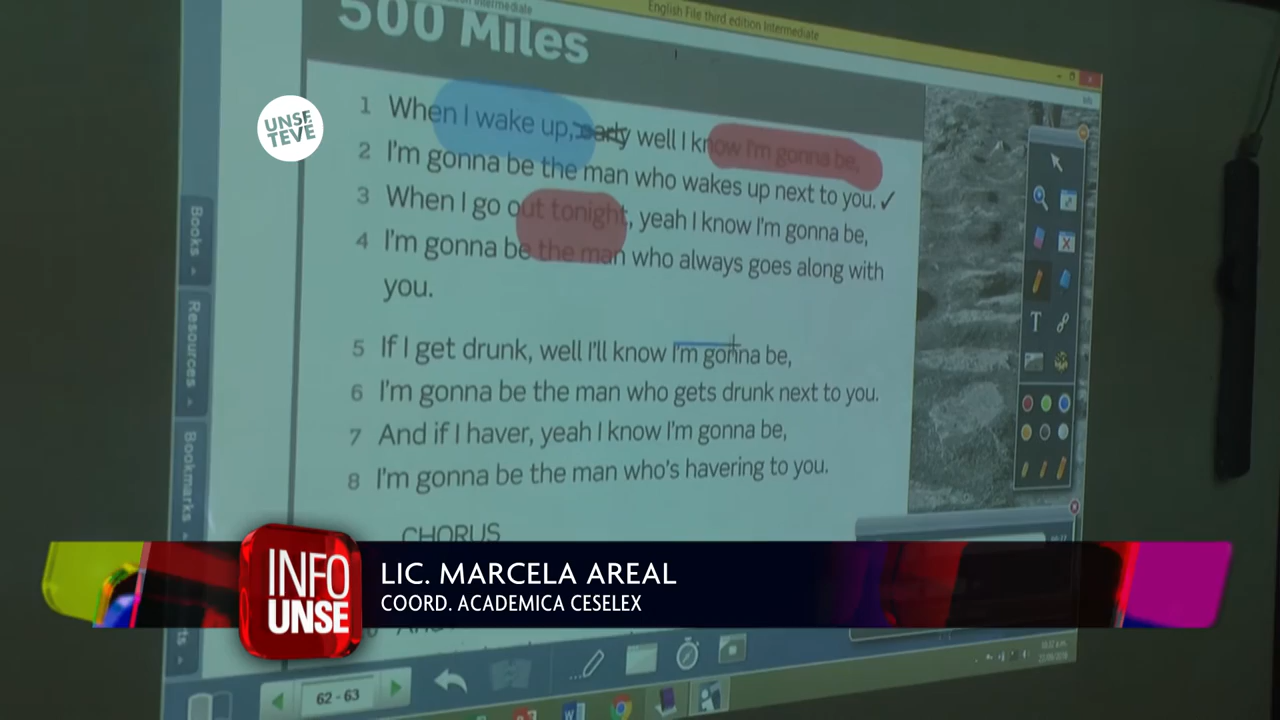 English File third edition Intermediate
500 Miles
UNSE
TEVE
1 When I wake up, early well I know I'm gonna be,
2 I'm gonna be the man who wakes up next to you. ✓
3 When I go out tonight, yeah I know I'm gonna be,
4 I'm gonna be the man who always goes along with
you.
5 If I get drunk, well I'll know I'm gonna be,
6 I'm gonna be the man who gets drunk next to you.
7 And if I haver, yeah I know I'm gonna be,
8 I'm gonna be the man who's havering to you.
CHORUS
Books
Resources
Bookmarks
T
INFO
UNSE
LIC. MARCELA AREAL
COORD. ACADEMICA CESELEX
62 - 63